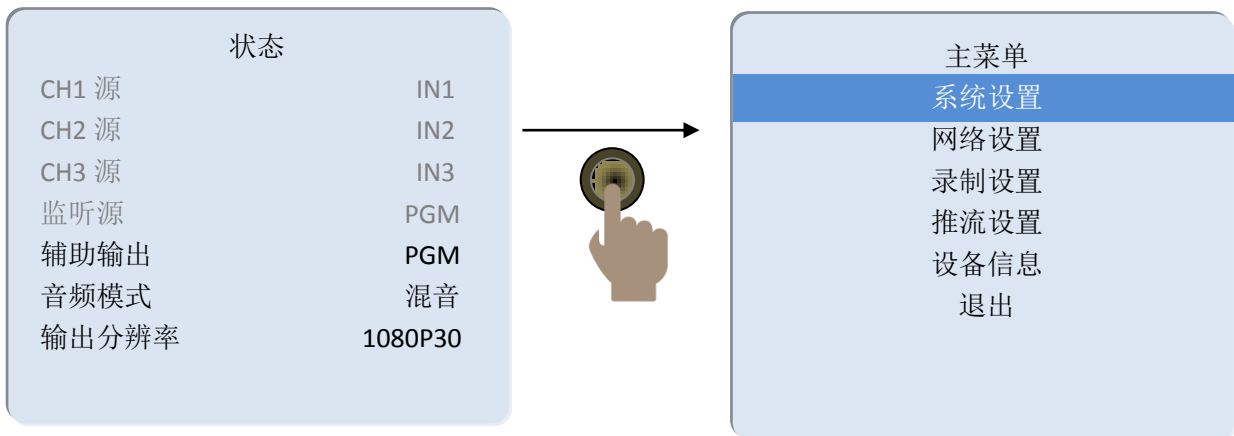 状态
CH1 源 IN1
CH2 源 IN2
CH3 源 IN3
监听源 PGM
辅助输出 PGM
音频模式 混音
输出分辨率 1080P30
主菜单
系统设置
网络设置
录制设置
推流设置
设备信息
退出